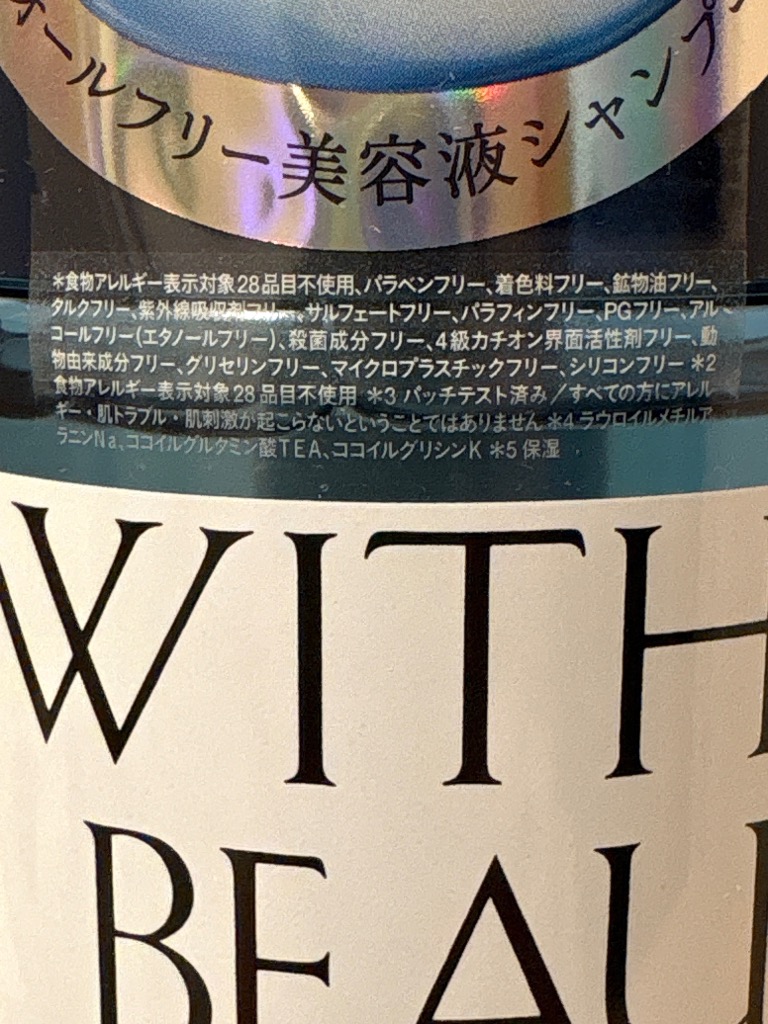 オールフリー美容液シャンプー
＊食物アレルギー表示対象28品目不使用、パラベンフリー、着色料フリー、鉱物油フリー、
タルクフリー、紫外線吸収剤フリー、サルフェートフリー、パラフィンフリー、PGフリー、アル
コールフリー(エタノールフリー)、殺菌成分フリー、4級カチオン界面活性剤フリー、動
物由来成分フリー、グリセリンフリー、マイクロプラスチックフリー、シリコンフリー ＊2
食物アレルギー表示対象28品目不使用 ＊3 パッチテスト済み／すべての方にアレル
ギー・肌トラブル・肌刺激が起こらないということではありません ＊4 ラウロイルメチルア
ラニンNa、ココイルグルタミン酸TEA、ココイルグリシンK ＊5 保湿
WITH
BEAU